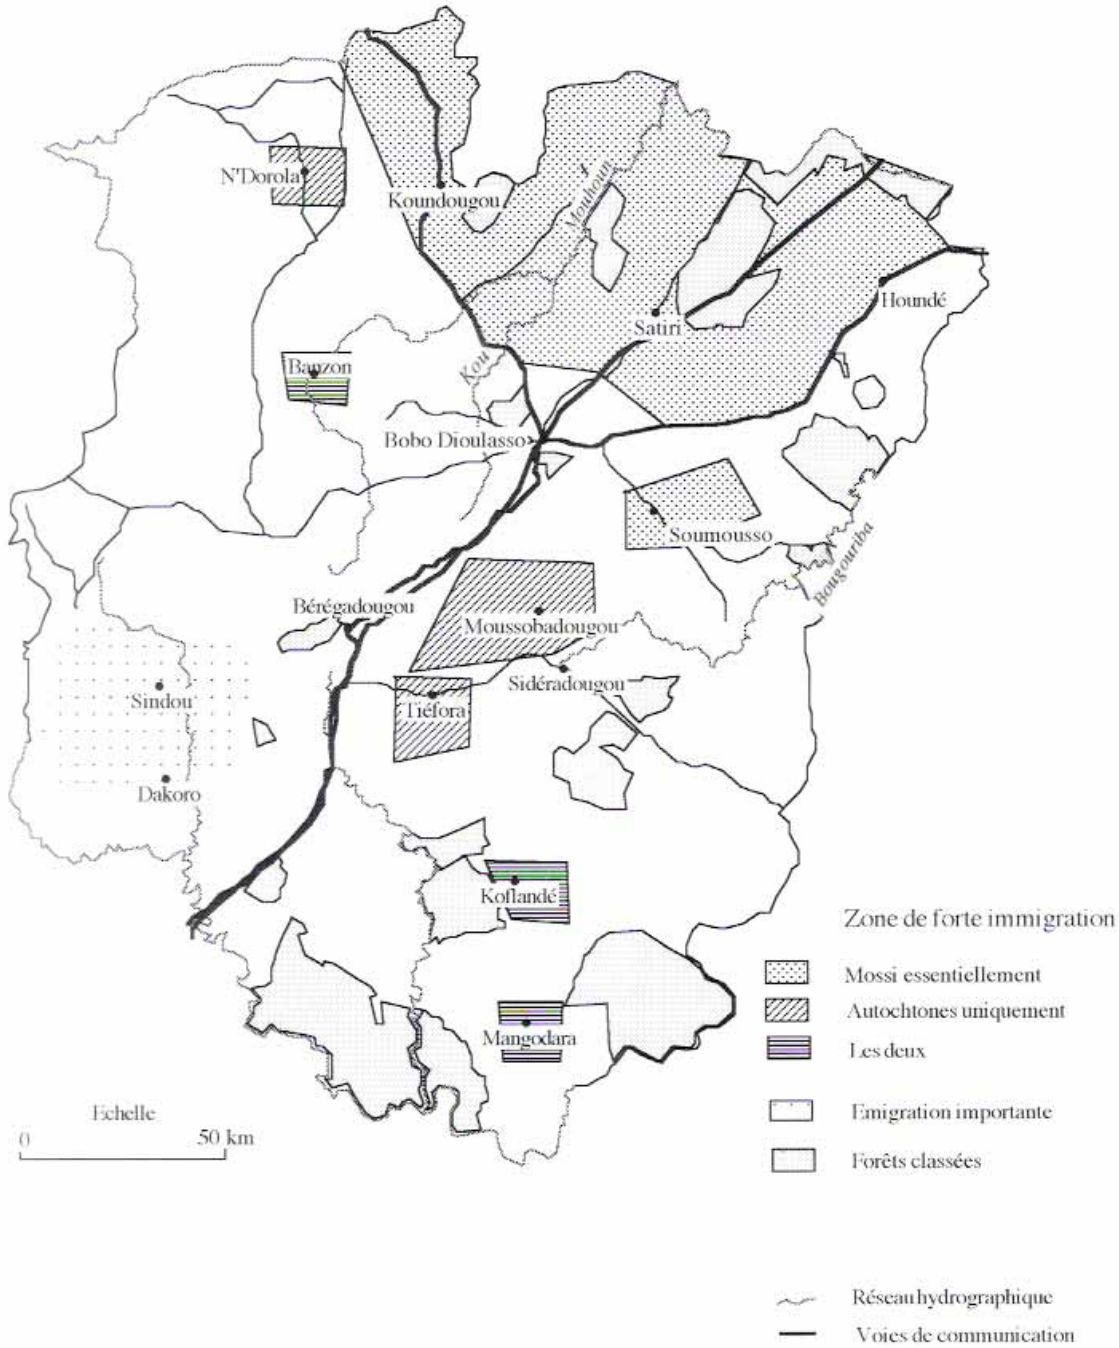 N'Dorola
Koundougou
Mouhoun
Houndé
Satiri
Banzon
Kou
Bobo Dioulasso
Soumousso
Bougouriba
Bérégadougou
Moussobadougou
Sidéradougou
Sindou
Tiéfora
Dakoro
Koflandé
Mangodara
Zone de forte immigration
Mossi essentiellement
Autochtones uniquement
Les deux
Emigration importante
Forêts classées
Echelle
0 50 km
Réseau hydrographique
Voies de communication